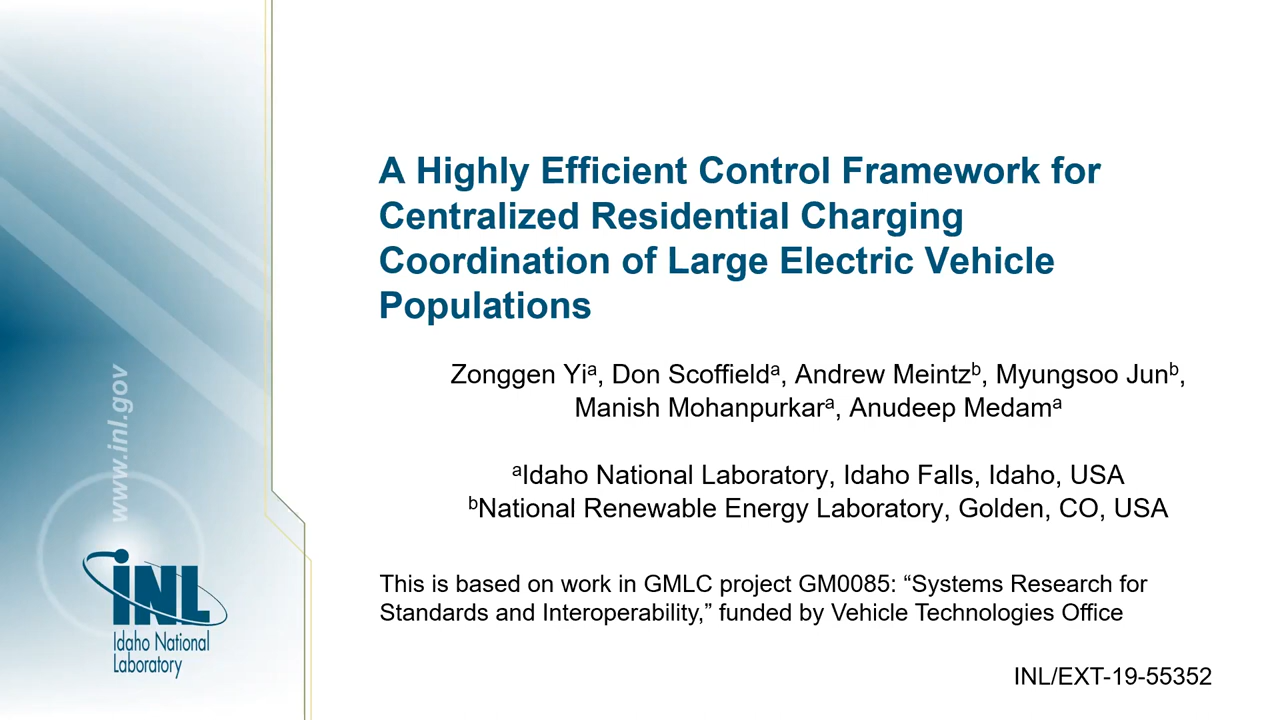 A Highly Efficient Control Framework for
Centralized Residential Charging
Coordination of Large Electric Vehicle
Populations
Zonggen Yiᵃ, Don Scoffieldᵃ, Andrew Meintzᵇ, Myungsoo Junᵇ,
Manish Mohanpurkarᵃ, Anudeep Medamᵃ
ᵃIdaho National Laboratory, Idaho Falls, Idaho, USA
ᵇNational Renewable Energy Laboratory, Golden, CO, USA
This is based on work in GMLC project GM0085: “Systems Research for
Standards and Interoperability,” funded by Vehicle Technologies Office
INL/EXT-19-55352
www.inl.gov
INL
Idaho National
Laboratory